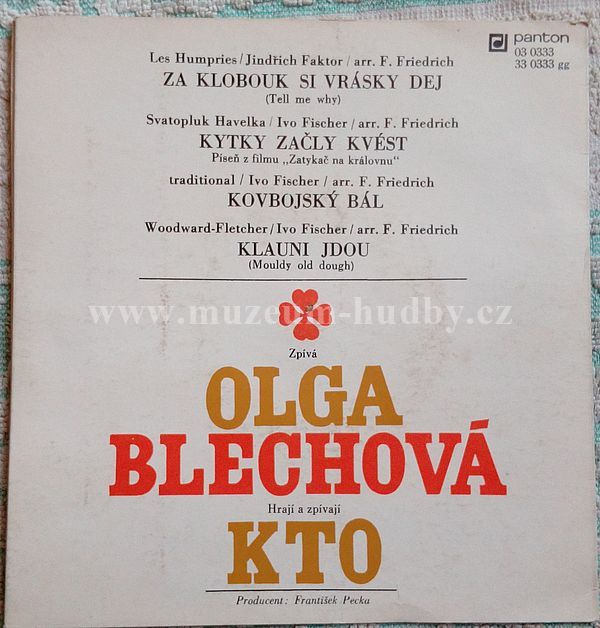 panton
03 0333
33 0333 gg
Les Humpries/Jindřich Faktor/arr. F. Friedrich
ZA KLOBOUK SI VRÁSKY DEJ
(Tell me why)
Svatopluk Havelka/Ivo Fischer/arr. F. Friedrich
KYTKY ZAČLY KVÉST
Píseň z filmu „Zatykač na královnu"
traditional/Ivo Fischer/arr. F. Friedrich
KOVBOJSKÝ BÁL
Woodward-Fletcher/Ivo Fischer/arr. F. Friedrich
KLAUNI JDOU
(Mouldy old dough)
www.muzeum-hudby.cz
Zpívá
OLGA
BLECHOVÁ
Hrají a zpívají
KTO
Producent: František Pecka